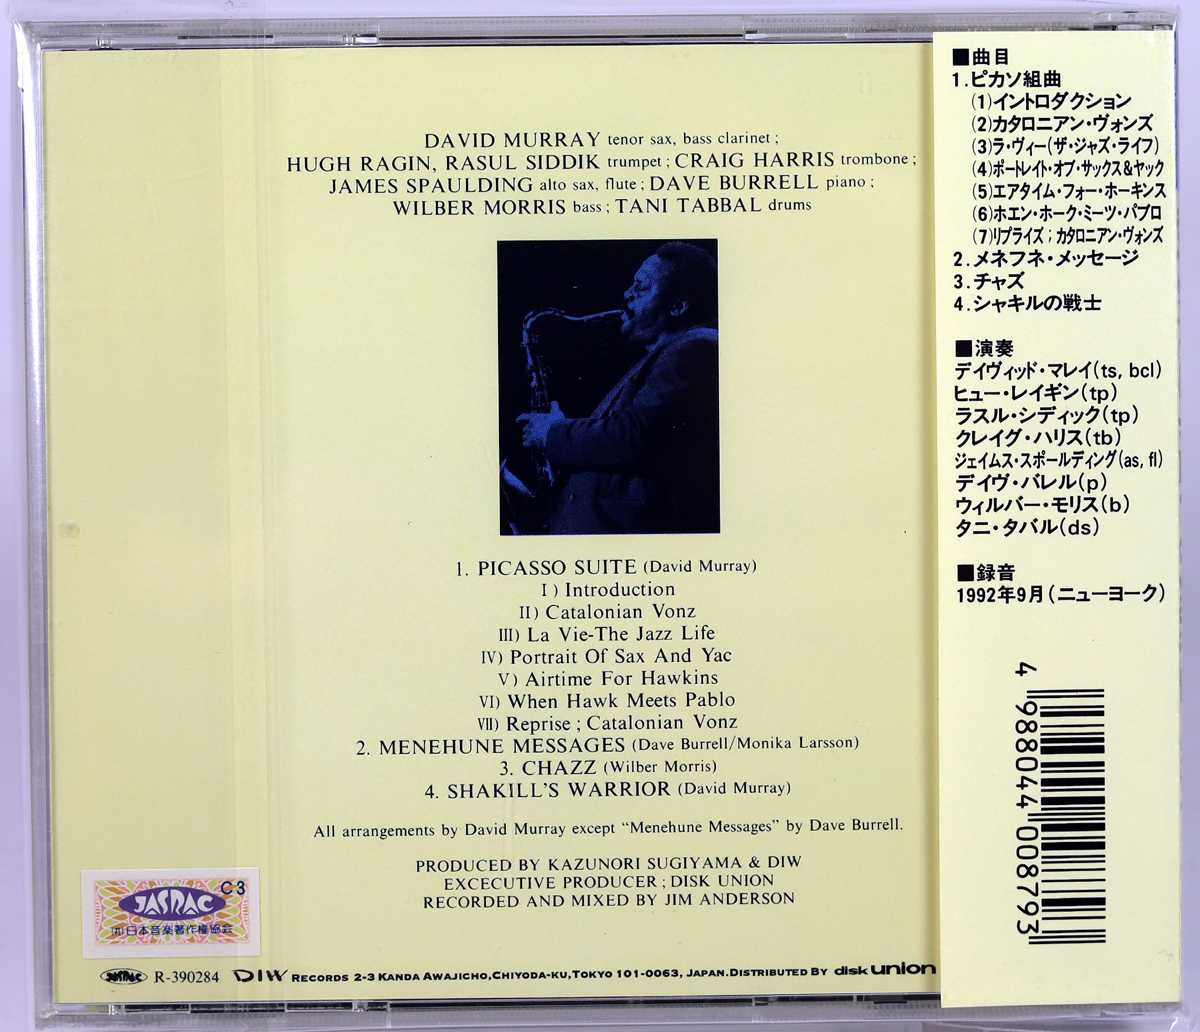 DAVID MURRAY tenor sax, bass clarinet ;
HUGH RAGIN, RASUL SIDDIK trumpet ; CRAIG HARRIS trombone ;
JAMES SPAULDING alto sax, flute ; DAVE BURRELL piano ;
WILBER MORRIS bass ; TANI TABBAL drums
1. PICASSO SUITE (David Murray)
I ) Introduction
II) Catalonian Vonz
III) La Vie-The Jazz Life
IV) Portrait Of Sax And Yac
V ) Airtime For Hawkins
VI) When Hawk Meets Pablo
VII) Reprise ; Catalonian Vonz
2. MENEHUNE MESSAGES (Dave Burrell/Monika Larsson)
3. CHAZZ (Wilber Morris)
4. SHAKILL'S WARRIOR (David Murray)
All arrangements by David Murray except "Menehune Messages" by Dave Burrell.
PRODUCED BY KAZUNORI SUGIYAMA & DIW
EXCECUTIVE PRODUCER ; DISK UNION
RECORDED AND MIXED BY JIM ANDERSON
C3
JASRAC
㈳日本音楽著作権協会
JASRAC R-390284 DIW RECORDS 2-3 KANDA AWAJICHO,CHIYODA-KU,TOKYO 101-0063, JAPAN.DISTRIBUTED BY disk union
■曲目
1.ピカソ組曲
(1)イントロダクション
(2)カタロニアン・ヴォンズ
(3)ラ・ヴィー(ザ・ジャズ・ライフ)
(4)ポートレイト・オブ・サックス&ヤック
(5)エアタイム・フォー・ホーキンス
(6)ホエン・ホーク・ミーツ・パブロ
(7)リプライズ ; カタロニアン・ヴォンズ
2.メネフネ・メッセージ
3.チャズ
4.シャキルの戦士
■演奏
デイヴィッド・マレイ(ts, bcl)
ヒュー・レイギン(tp)
ラスル・シディック(tp)
クレイグ・ハリス(tb)
ジェイムス・スポールディング(as, fl)
デイヴ・バレル(p)
ウィルバー・モリス(b)
タニ・タバル(ds)
■録音
1992年9月(ニューヨーク)
4 988044 008793